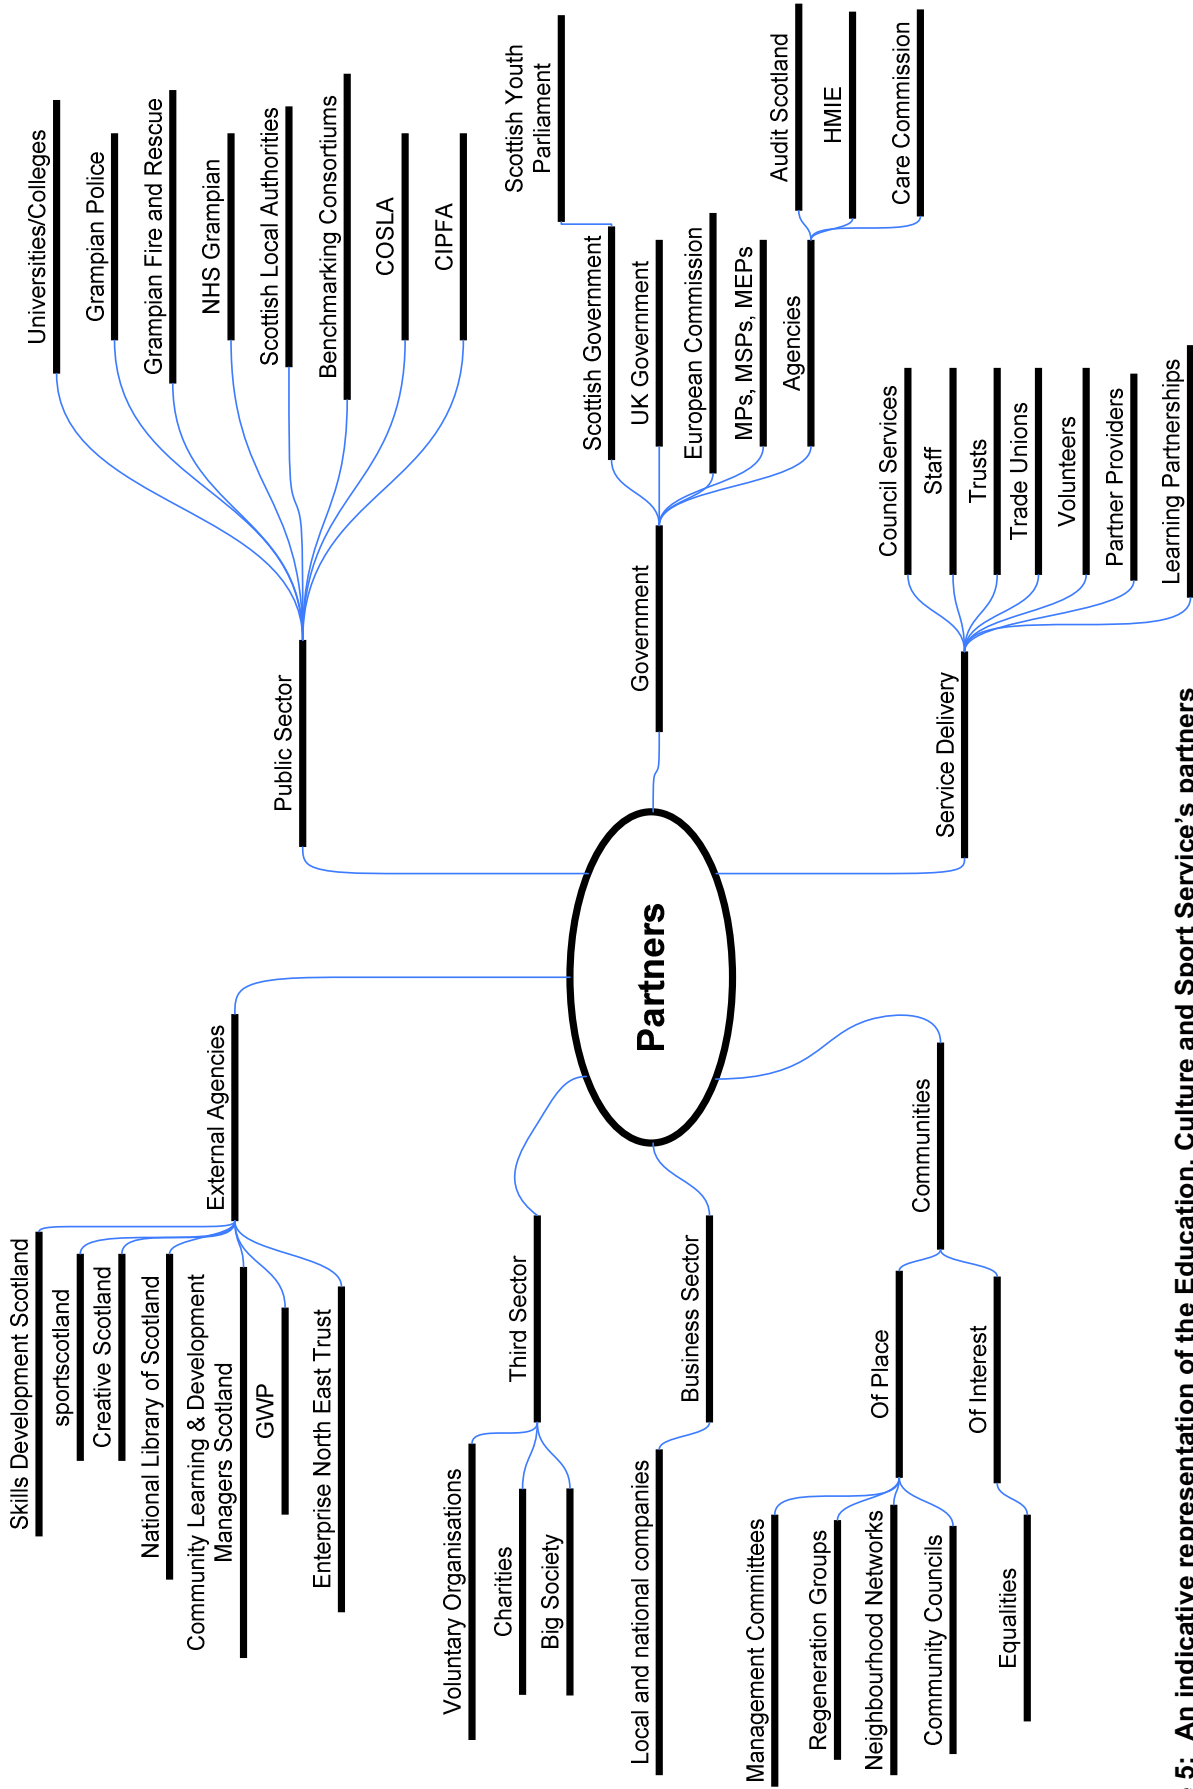 Partners
External Agencies
Skills Development Scotland
sportscotland
Creative Scotland
National Library of Scotland
Community Learning & Development
Managers Scotland
GWP
Enterprise North East Trust
Third Sector
Voluntary Organisations
Charities
Big Society
Business Sector
Local and national companies
Communities
Of Place
Management Committees
Regeneration Groups
Neighbourhood Networks
Community Councils
Of Interest
Equalities
Public Sector
Universities/Colleges
Grampian Police
Grampian Fire and Rescue
NHS Grampian
Scottish Local Authorities
Benchmarking Consortiums
COSLA
CIPFA
Government
Scottish Government
Scottish Youth
Parliament
UK Government
European Commission
MPs, MSPs, MEPs
Agencies
Audit Scotland
HMIE
Care Commission
Service Delivery
Council Services
Staff
Trusts
Trade Unions
Volunteers
Partner Providers
Learning Partnerships
5: An indicative representation of the Education, Culture and Sport Service’s partners